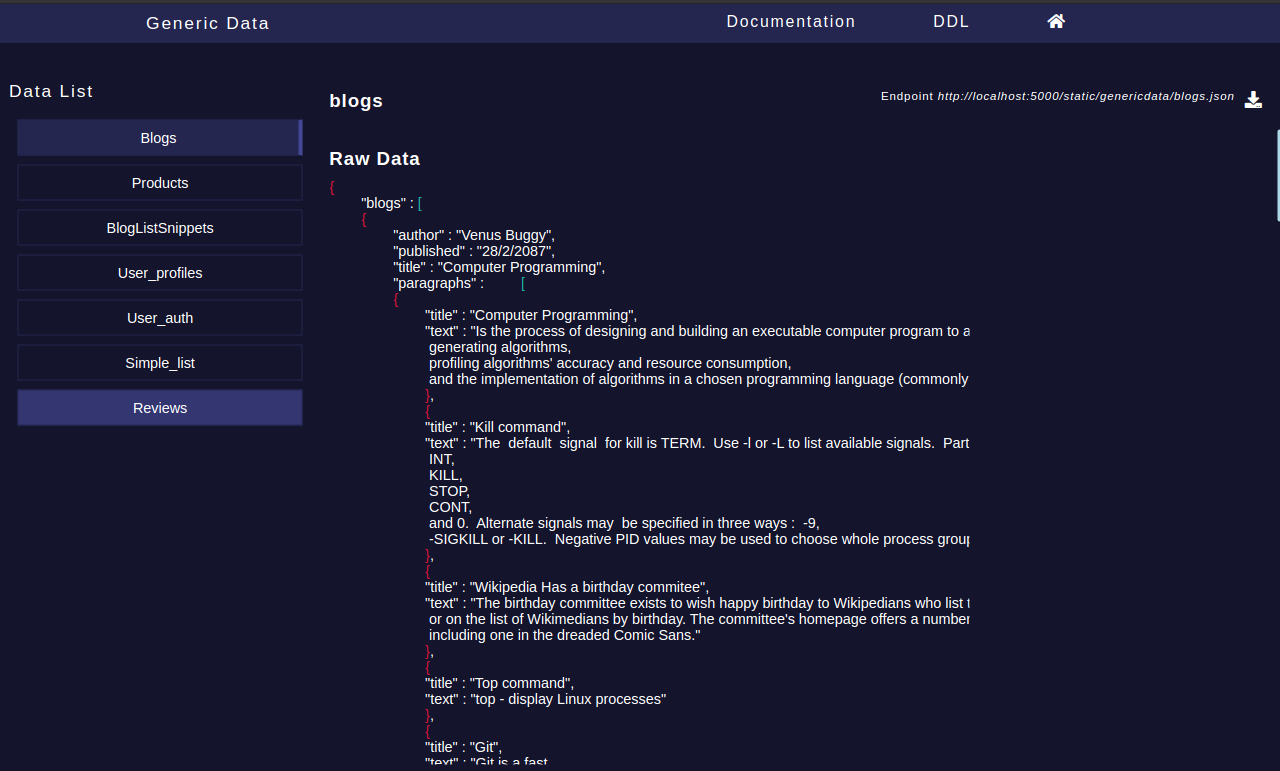 Generic Data
Documentation
DDL
Data List
Blogs
Products
BlogListSnippets
User_profiles
User_auth
Simple_list
Reviews
blogs
Endpoint http://localhost:5000/static/genericdata/blogs.json
Raw Data
{
"blogs" : [
{
"author" : "Venus Buggy",
"published" : "28/2/2087",
"title" : "Computer Programming",
"paragraphs" : [
{
"title" : "Computer Programming",
"text" : "Is the process of designing and building an executable computer program to a
generating algorithms,
profiling algorithms' accuracy and resource consumption,
and the implementation of algorithms in a chosen programming language (commonly
},
{
"title" : "Kill command",
"text" : "The  default  signal  for kill is TERM.  Use -l or -L to list available signals.  Part
INT,
KILL,
STOP,
CONT,
and 0.  Alternate signals may  be specified in three ways :  -9,
-SIGKILL or -KILL.  Negative PID values may be used to choose whole process group
},
{
"title" : "Wikipedia Has a birthday commitee",
"text" : "The birthday committee exists to wish happy birthday to Wikipedians who list t
or on the list of Wikimedians by birthday. The committee's homepage offers a number
including one in the dreaded Comic Sans."
},
{
"title" : "Top command",
"text" : "top - display Linux processes"
},
{
"title" : "Git",
"text" : "Git is a fast